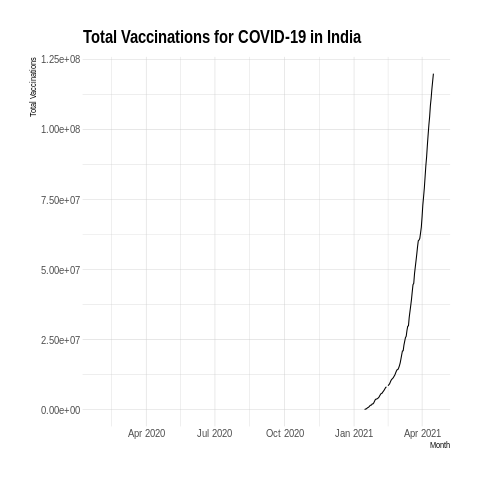 Total Vaccinations for COVID-19 in India
Total Vaccinations
1.25e+08
1.00e+08
7.50e+07
5.00e+07
2.50e+07
0.00e+00
Apr 2020 Jul 2020 Oct 2020 Jan 2021 Apr 2021
Month